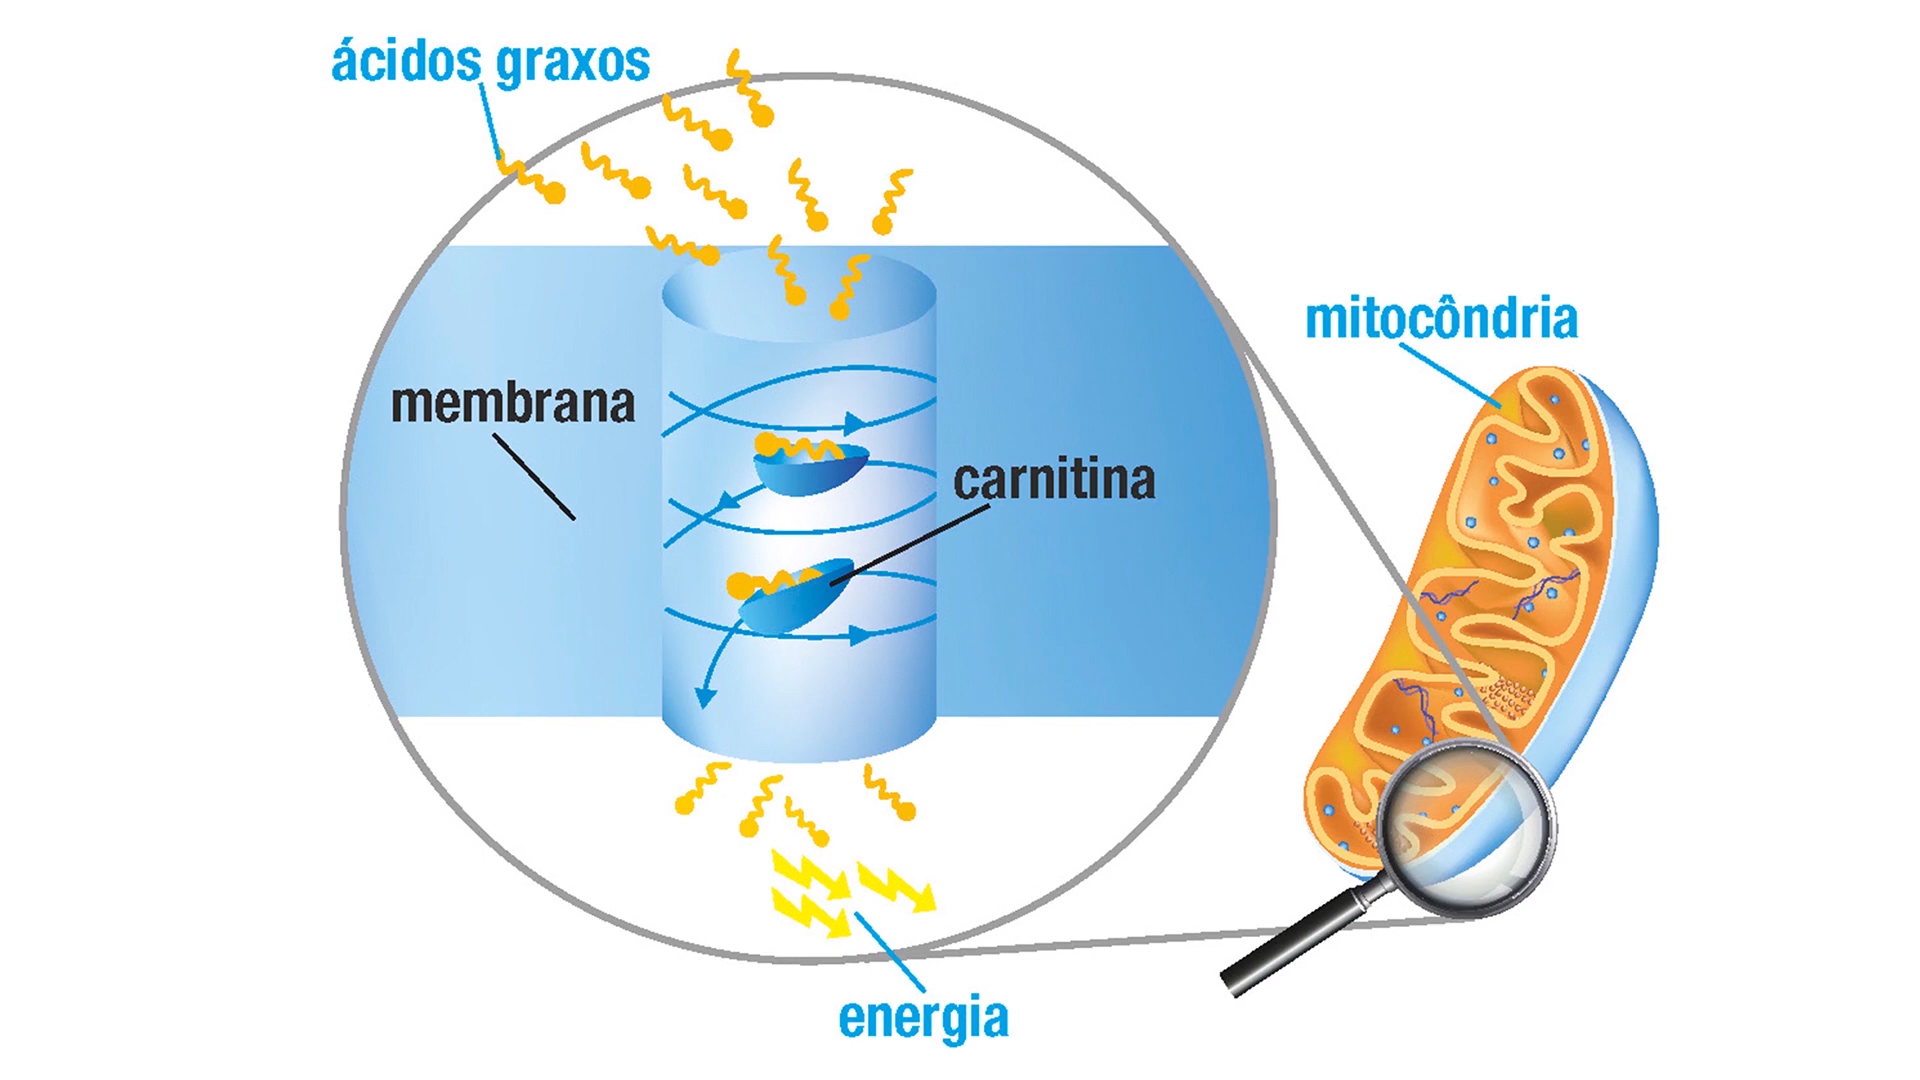 ácidos graxos
mitocôndria
membrana
carnitina
energia